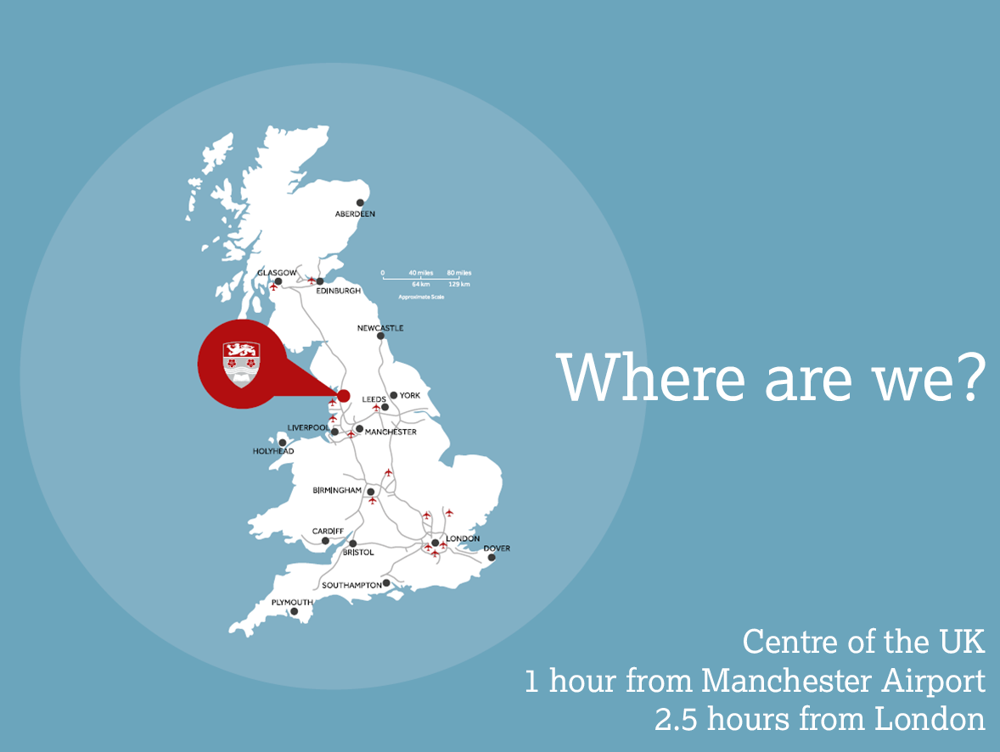 ABERDEEN
GLASGOW
0 40 miles 80 miles
64 km 129 km
Approximate Scale
EDINBURGH
NEWCASTLE
Where are we?
LEEDS
YORK
LIVERPOOL
MANCHESTER
HOLYHEAD
BIRMINGHAM
CARDIFF
LONDON
BRISTOL
DOVER
SOUTHAMPTON
PLYMOUTH
Centre of the UK
1 hour from Manchester Airport
2.5 hours from London